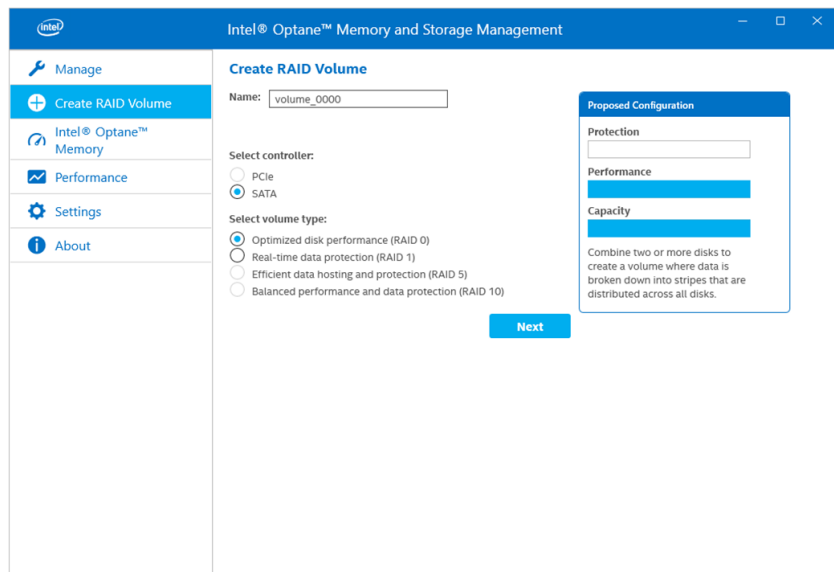 intel
Intel® Optane™ Memory and Storage Management
Manage
Create RAID Volume
Intel® Optane™
Memory
Performance
Settings
About
Create RAID Volume
Name: volume_0000
Select controller:
PCIe
SATA
Select volume type:
Optimized disk performance (RAID 0)
Real-time data protection (RAID 1)
Efficient data hosting and protection (RAID 5)
Balanced performance and data protection (RAID 10)
Next
Proposed Configuration
Protection
Performance
Capacity
Combine two or more disks to
create a volume where data is
broken down into stripes that are
distributed across all disks.